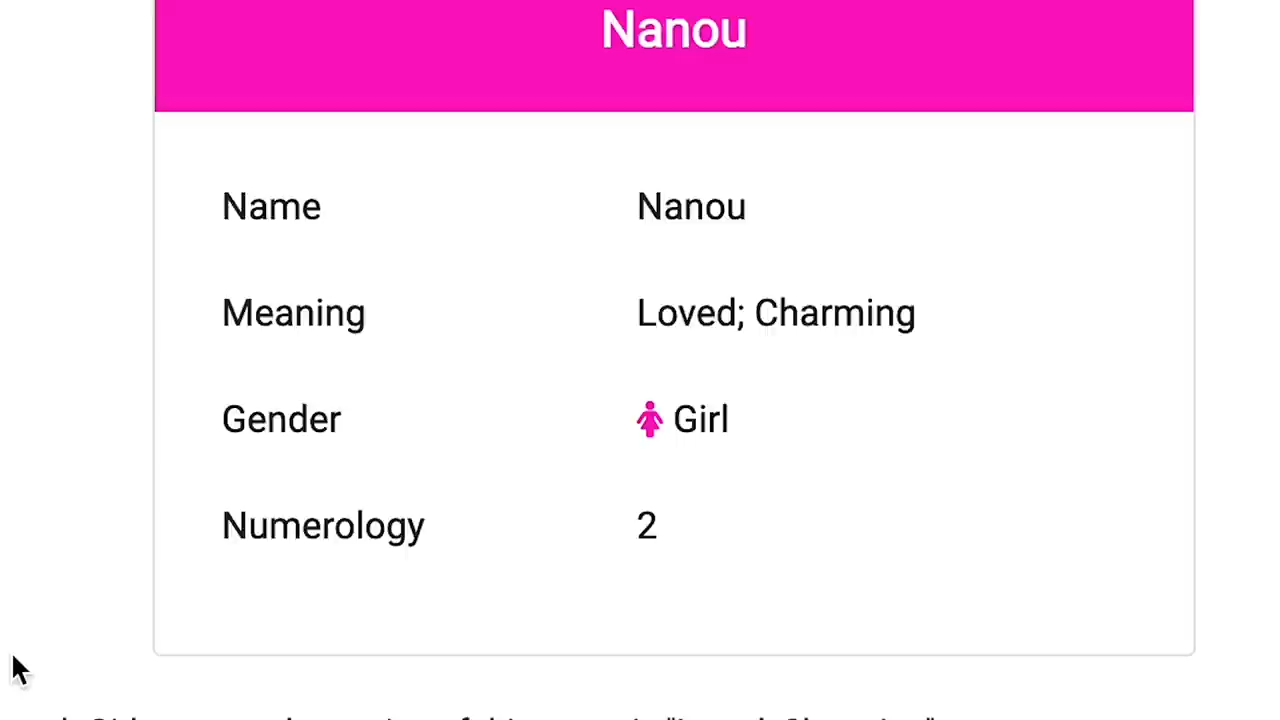 Nanou
Name Nanou
Meaning Loved; Charming
Gender Girl
Numerology 2